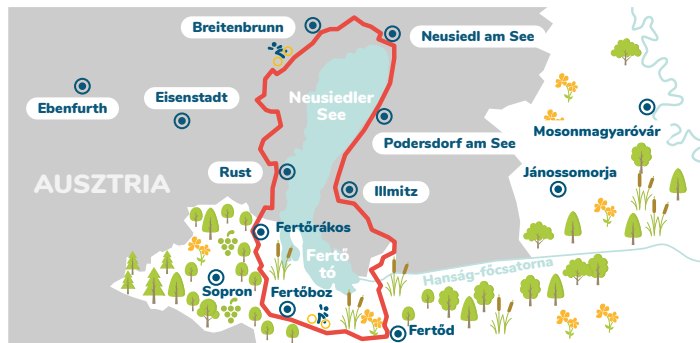 Breitenbrunn
Neusiedl am See
Ebenfurth
Eisenstadt
Neusiedler
See
Mosonmagyaróvár
Podersdorf am See
Rust
Jánossomorja
AUSZTRIA
Illmitz
Fertőrákos
Fertő
tó
Hanság-főcsatorna
Sopron
Fertőboz
Fertőd